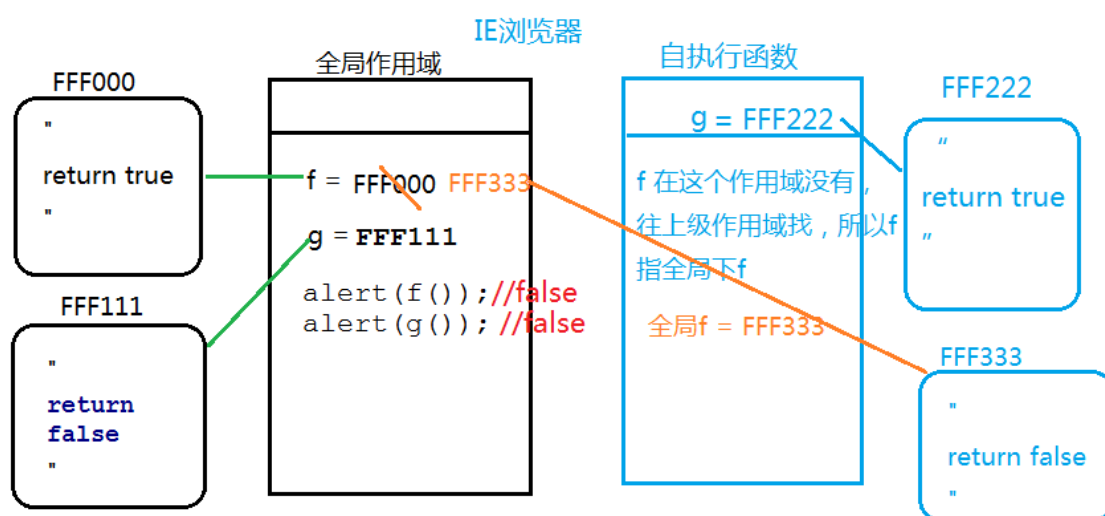 IE浏览器
FFF000
"
return true
"
FFF111
"
return
false
"
全局作用域
f = FFF000 FFF333
g = FFF111
alert(f());//false
alert(g()); //false
自执行函数
g = FFF222
f 在这个作用域没有，
往上级作用域找，所以f
指全局下f
全局f = FFF333
FFF222
“
return true
”
FFF333
"
return false
"